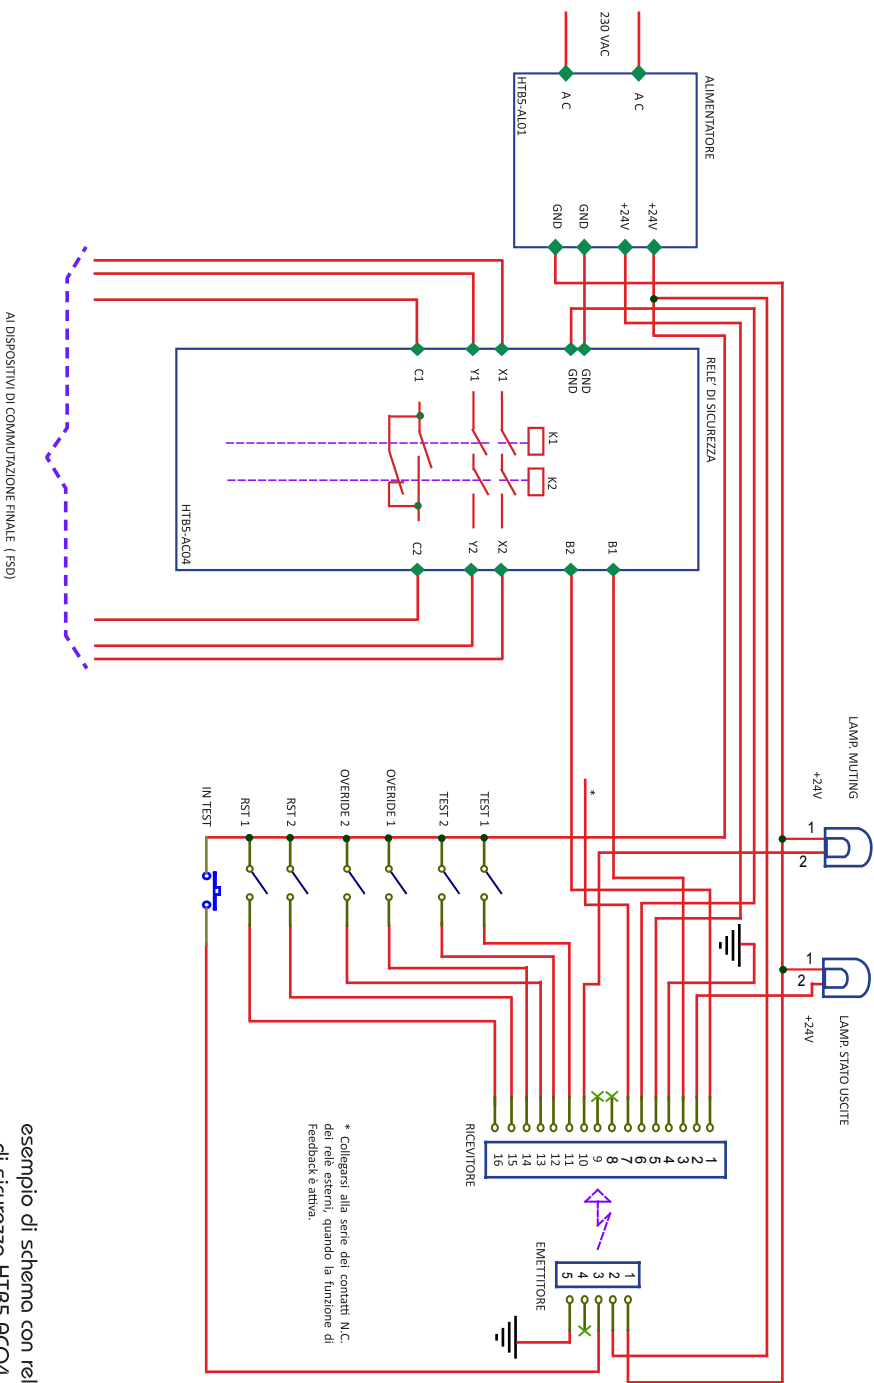 230 VAC
ALIMENTATORE
A C
A C
HTB5-AL01
GND
GND
+24V
+24V
AI DISPOSITIVI DI COMMUTAZIONE FINALE ( FSD)
RELE' DI SICUREZZA
C1
Y1
X1
GND
GND
K1
K2
HTB5-AC04
C2
Y2
X2
B2
B1
LAMP. MUTING
+24V
1
2
IN TEST
RST 1
RST 2
OVERIDE 2
OVERIDE 1
TEST 2
TEST 1
*
1
2
+24V
LAMP. STATO USCITE
RICEVITORE
16
15
14
13
12
11
10
9
8
7
6
5
4
3
2
1
* Collegarsi alla serie dei contatti N.C.
dei relè esterni, quando la funzione di
Feedback è attiva.
EMETTITORE
5
4
3
2
1
esempio di schema con rel
di sicurezza HTB5-AC04